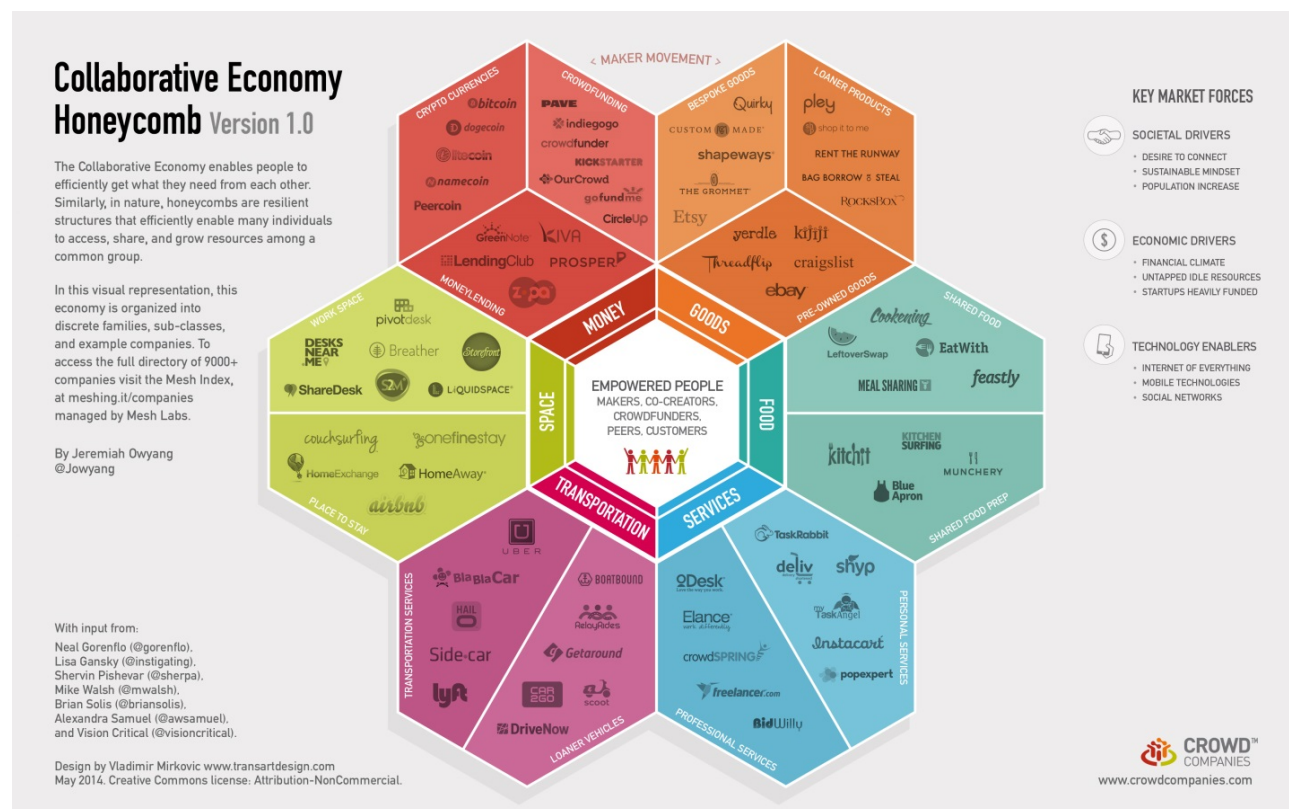 Collaborative Economy
Honeycomb Version 1.0
The Collaborative Economy enables people to
efficiently get what they need from each other.
Similarly, in nature, honeycombs are resilient
structures that efficiently enable many individuals
to access, share, and grow resources among a
common group.
In this visual representation, this
economy is organized into
discrete families, sub-classes,
and example companies. To
access the full directory of 9000+
companies visit the Mesh Index,
at meshing.it/companies
managed by Mesh Labs.
By Jeremiah Owyang
@Jowyang
With input from:
Neal Gorenflo (@gorenflo),
Lisa Gansky (@instigating),
Shervin Pishevar (@sherpa),
Mike Walsh (@mwalsh),
Brian Solis (@briansolis),
Alexandra Samuel (@awsamuel),
and Vision Critical (@visioncritical).
Design by Vladimir Mirkovic www.transartdesign.com
May 2014. Creative Commons license: Attribution-NonCommercial.
< MAKER MOVEMENT >
CRYPTO CURRENCIES
bitcoin
dogecoin
litecoin
namecoin
Peercoin
CROWDFUNDING
PAVE
indiegogo
crowdfunder
KICKSTARTER
OurCrowd
gofundme
CircleUp
GreenNote
KIVA
LendingClub
PROSPER
zopa
MONEYLENDING
MONEY
BESPOKE GOODS
Quirky
CUSTOM MADE
shapeways
THE GROMMET
Etsy
LOANER PRODUCTS
pley
shop it to me
RENT THE RUNWAY
BAG BORROW OR STEAL
ROCKSBOX
yerdle
kijiji
Threadflip
craigslist
ebay
PRE-OWNED GOODS
GOODS
WORK SPACE
pivotdesk
DESKS
NEAR
.ME
Breather
Storefront
ShareDesk
S2M
LIQUIDSPACE
couchsurfing
onefinestay
HomeExchange
HomeAway
airbnb
PLACE TO STAY
SPACE
EMPOWERED PEOPLE
MAKERS, CO-CREATORS,
CROWDFUNDERS,
PEERS, CUSTOMERS
SHARED FOOD
Cookening
LeftoverSwap
EatWith
MEAL SHARING
feastly
kitchit
KITCHEN
SURFING
MUNCHERY
Blue
Apron
SHARED FOOD PREP
FOOD
TRANSPORTATION
UBER
BlaBlaCar
HAILO
Side.car
lyft
TRANSPORTATION SERVICES
BOATBOUND
RelayRides
Getaround
CAR
2GO
scoot
DriveNow
LOANER VEHICLES
SERVICES
oDesk
Elance
work differently
crowdSPRING
freelancer.com
BidWilly
PROFESSIONAL SERVICES
TaskRabbit
deliv
shyp
my
TaskAngel
Instacart
popexpert
PERSONAL SERVICES
KEY MARKET FORCES
SOCIETAL DRIVERS
• DESIRE TO CONNECT
• SUSTAINABLE MINDSET
• POPULATION INCREASE
$
ECONOMIC DRIVERS
• FINANCIAL CLIMATE
• UNTAPPED IDLE RESOURCES
• STARTUPS HEAVILY FUNDED
TECHNOLOGY ENABLERS
• INTERNET OF EVERYTHING
• MOBILE TECHNOLOGIES
• SOCIAL NETWORKS
CROWD™
COMPANIES
www.crowdcompanies.com